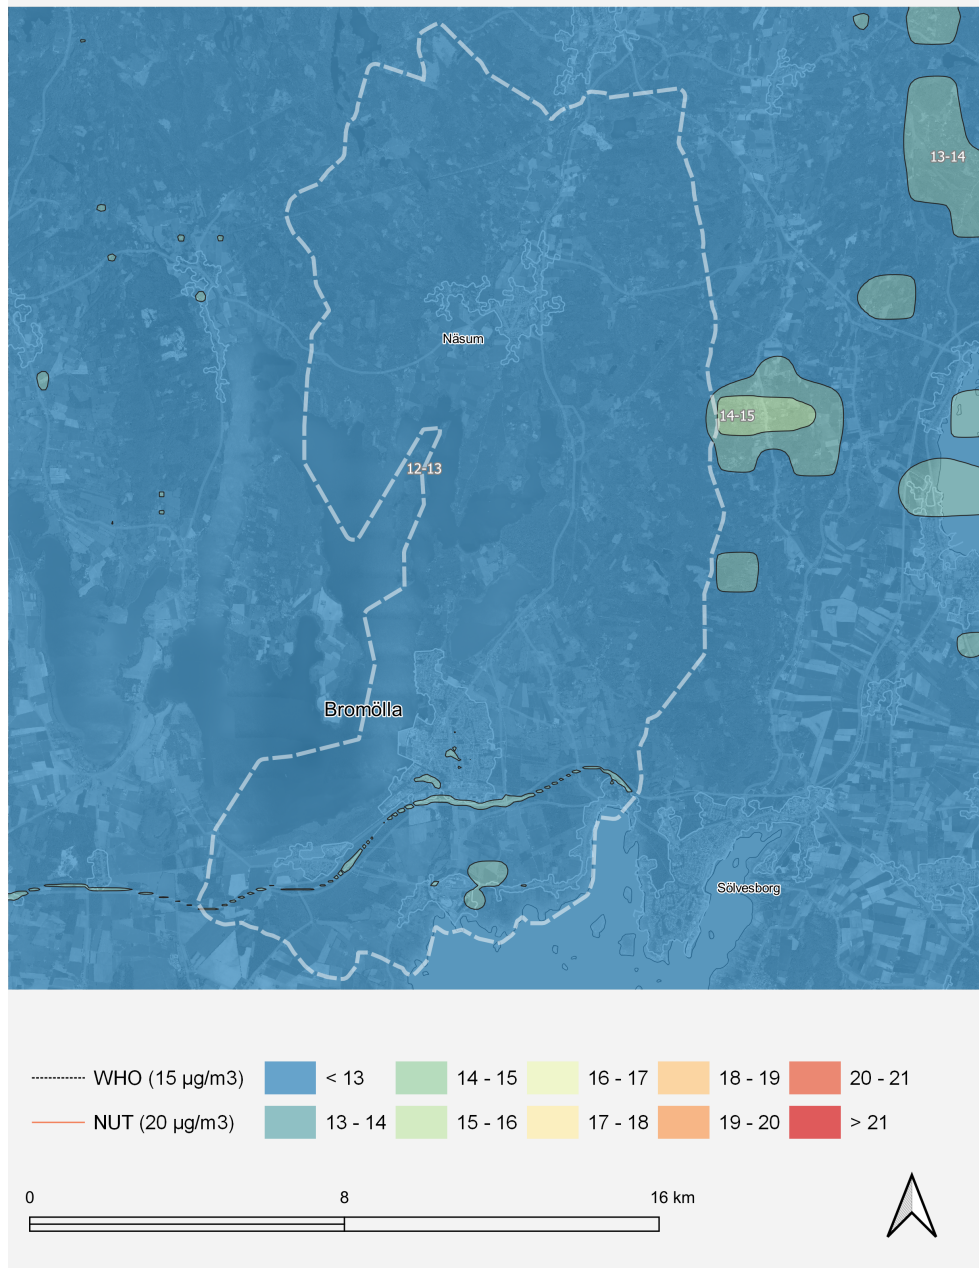 13-14
Näsum
14-15
12-13
Bromölla
Sölvesborg
WHO (15 µg/m3)
< 13
14 - 15
16 - 17
18 - 19
20 - 21
NUT (20 µg/m3)
13 - 14
15 - 16
17 - 18
19 - 20
> 21
0
8
16 km